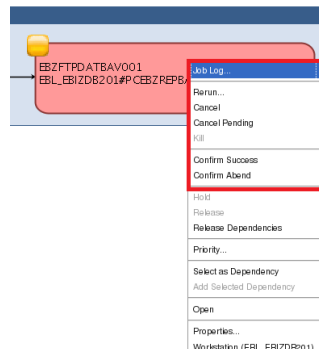 EBZFTPDATBAV001
EBL_EBIZDB201#PCEBZREPBA
Job Log...
Rerun...
Cancel
Cancel Pending
Kill
Confirm Success
Confirm Abend
Hold
Release
Release Dependencies
Priority...
Select as Dependency
Add Selected Dependency
Open
Properties...
Workstation (EBL_EBIZDB201)